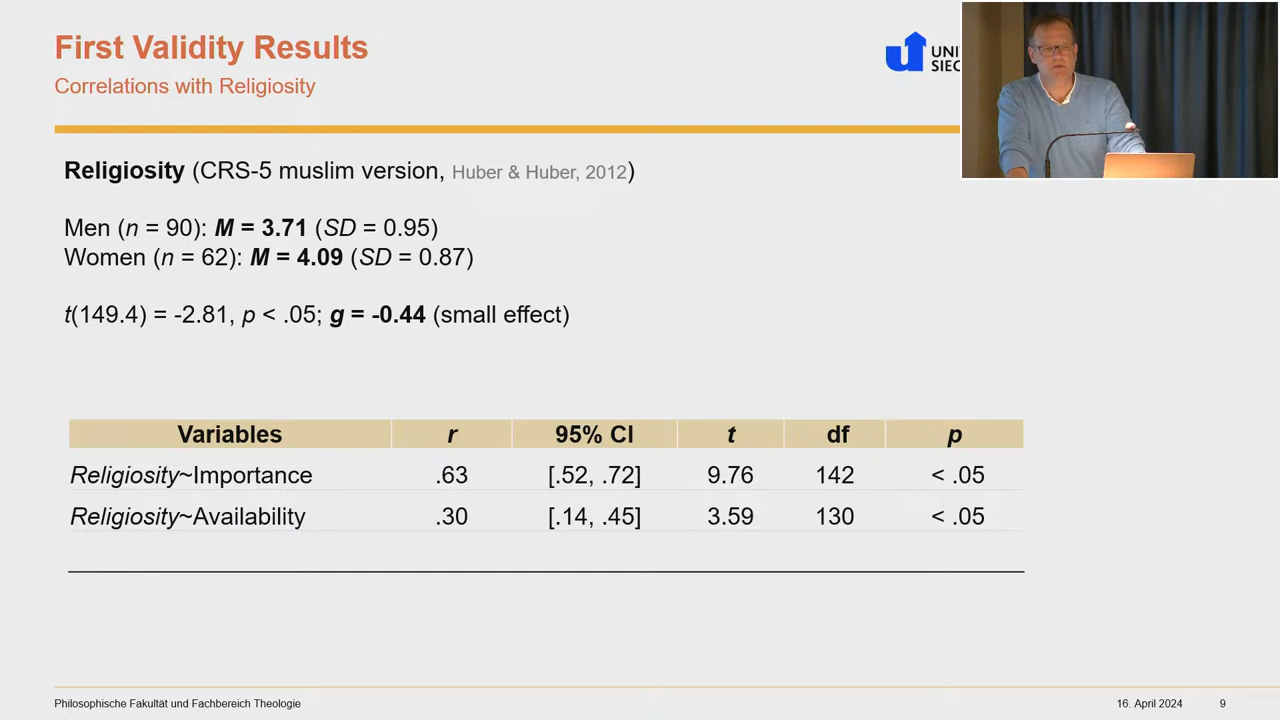 First Validity Results
Correlations with Religiosity
UNI
SIEG
Religiosity (CRS-5 muslim version, Huber & Huber, 2012)
Men (n = 90): M = 3.71 (SD = 0.95)
Women (n = 62): M = 4.09 (SD = 0.87)
t(149.4) = -2.81, p < .05; g = -0.44 (small effect)
Variables r 95% CI t df p
Religiosity~Importance .63 [.52, .72] 9.76 142 < .05
Religiosity~Availability .30 [.14, .45] 3.59 130 < .05
Philosophische Fakultät und Fachbereich Theologie 16. April 2024 9